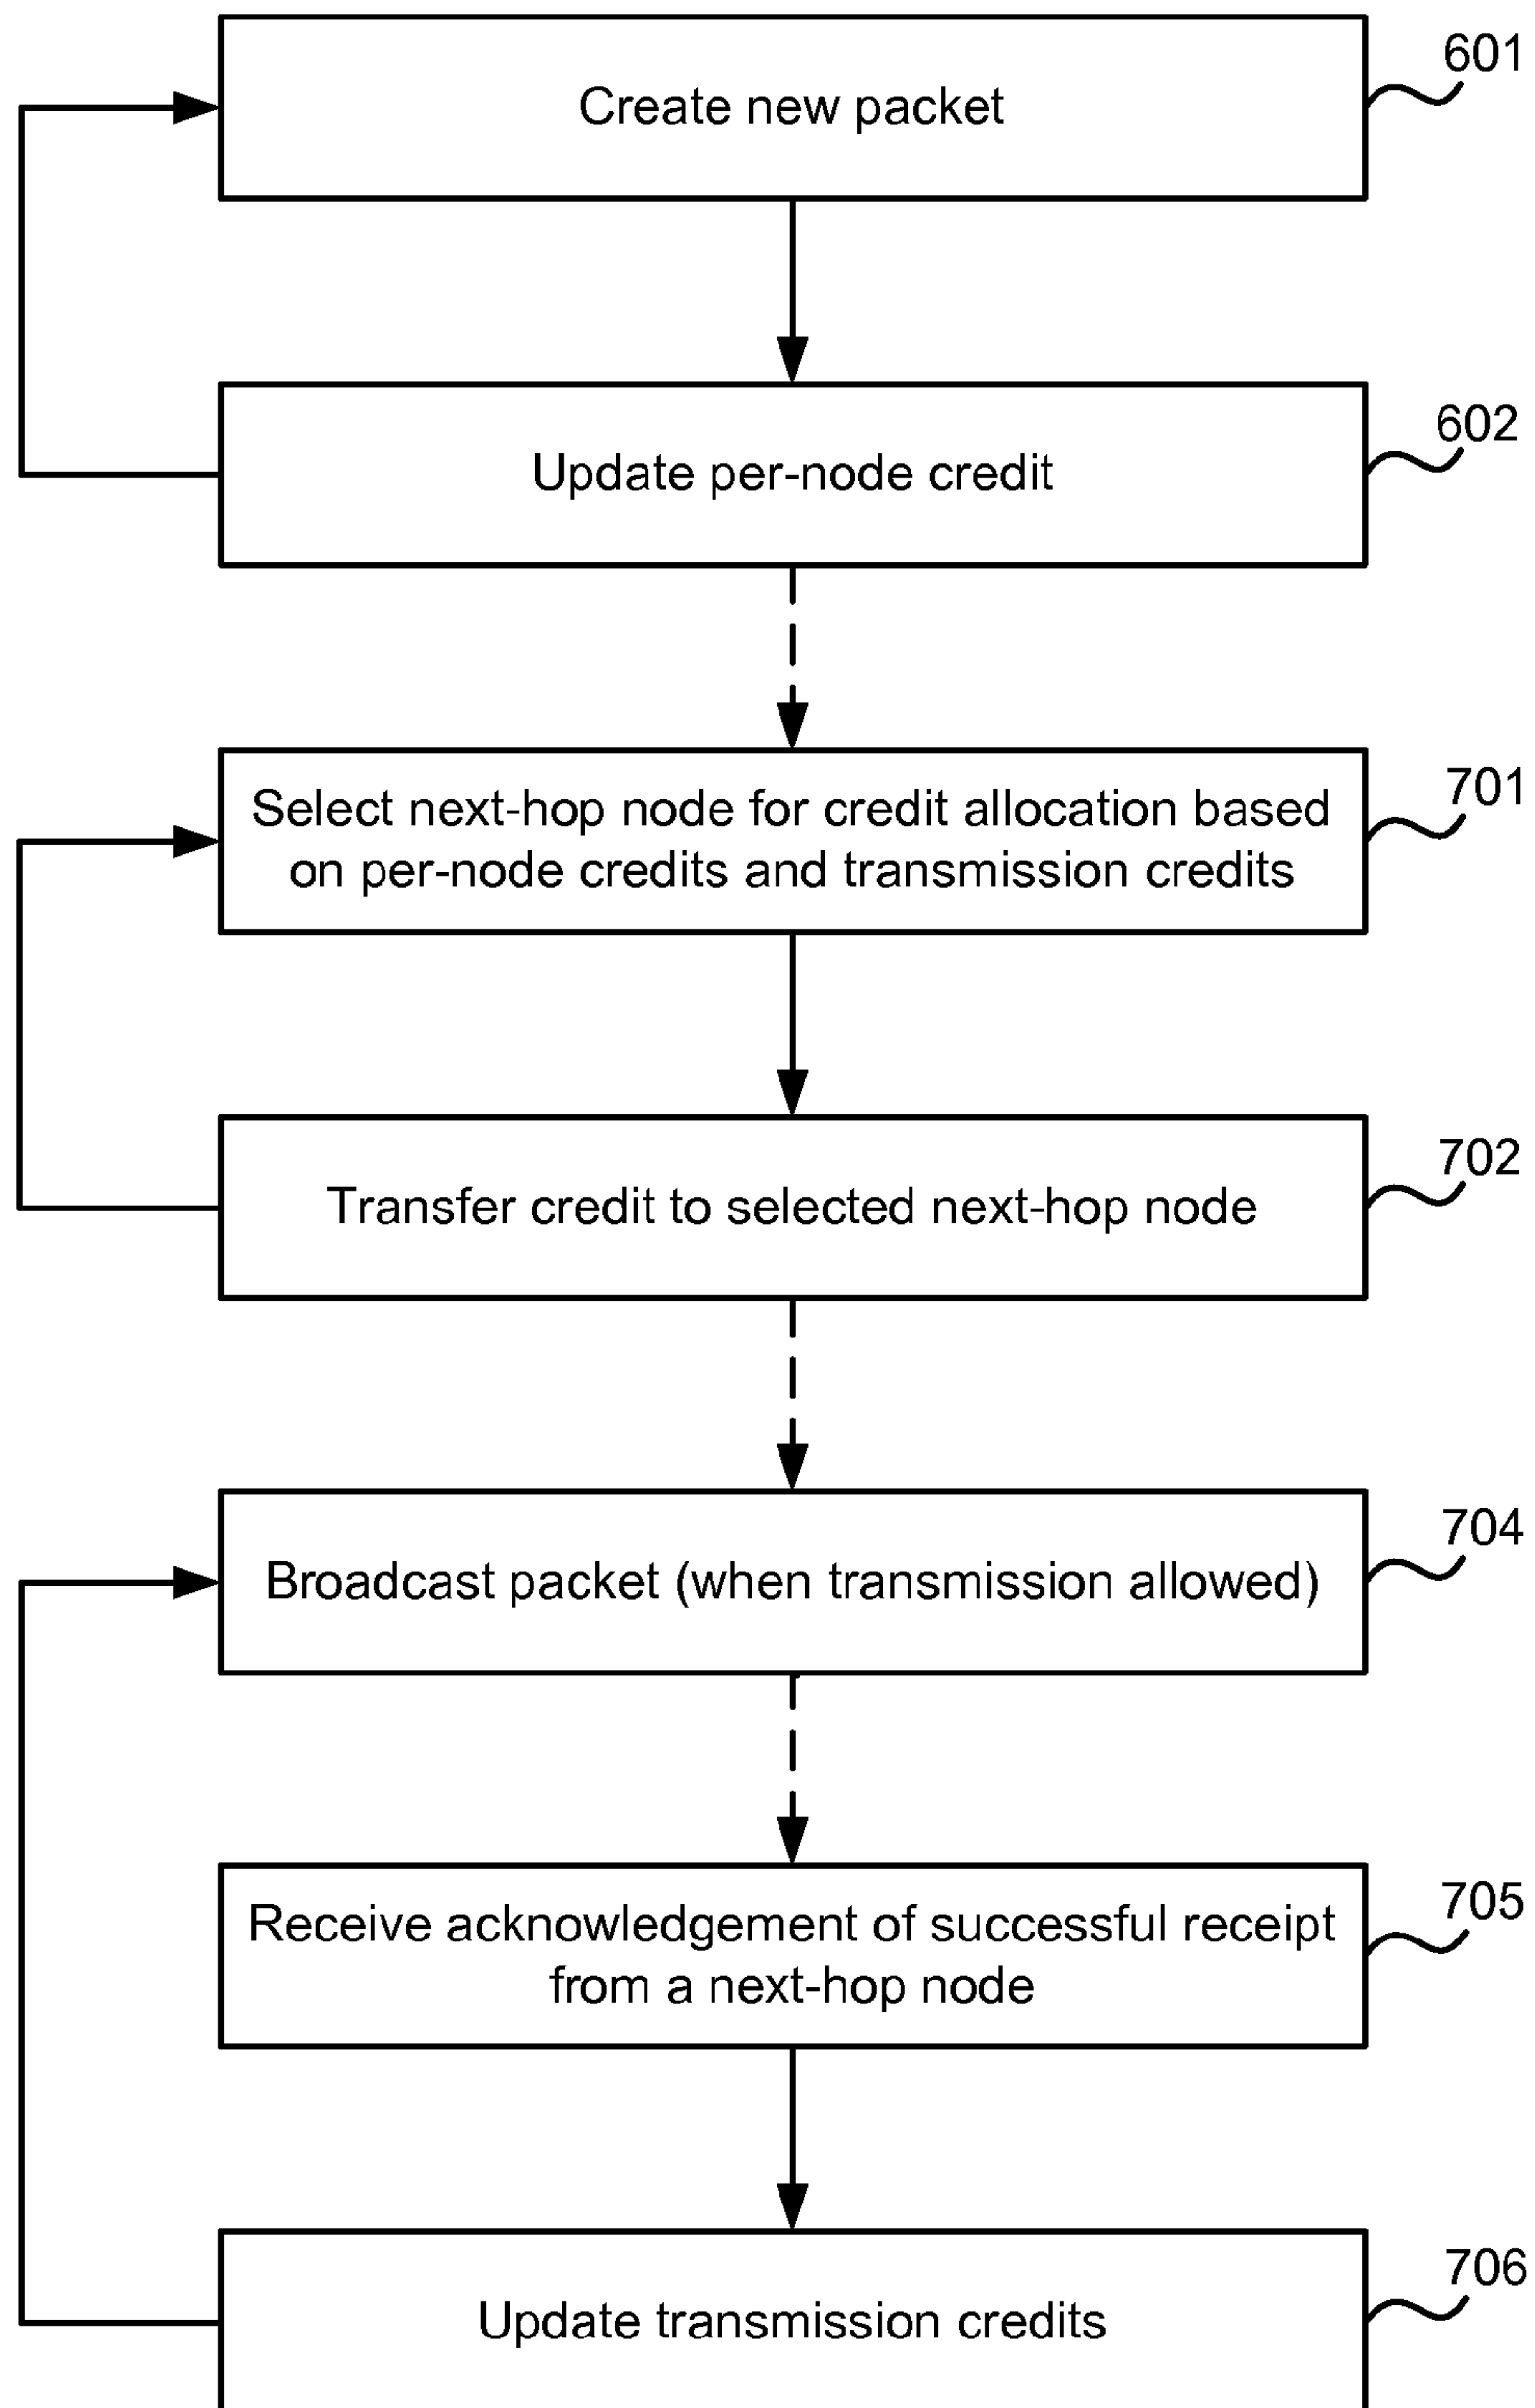 601
Create new packet
602
Update per-node credit
701
Select next-hop node for credit allocation based
on per-node credits and transmission credits
702
Transfer credit to selected next-hop node
704
Broadcast packet (when transmission allowed)
705
Receive acknowledgement of successful receipt
from a next-hop node
706
Update transmission credits